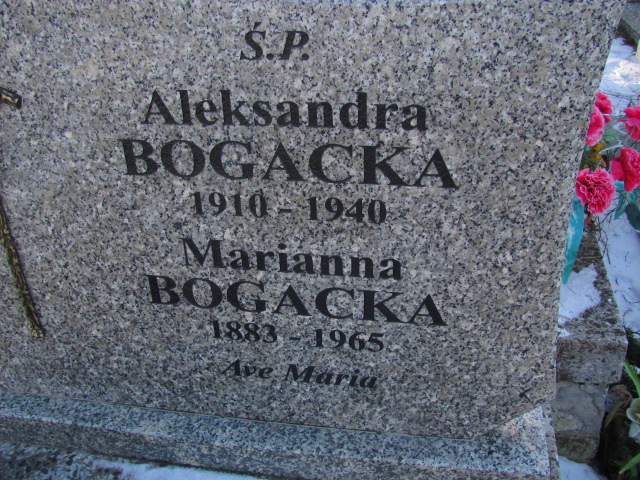 Ś.P.
Aleksandra
BOGACKA
1910 - 1940
Marianna
BOGACKA
1883 - 1965
Ave Maria